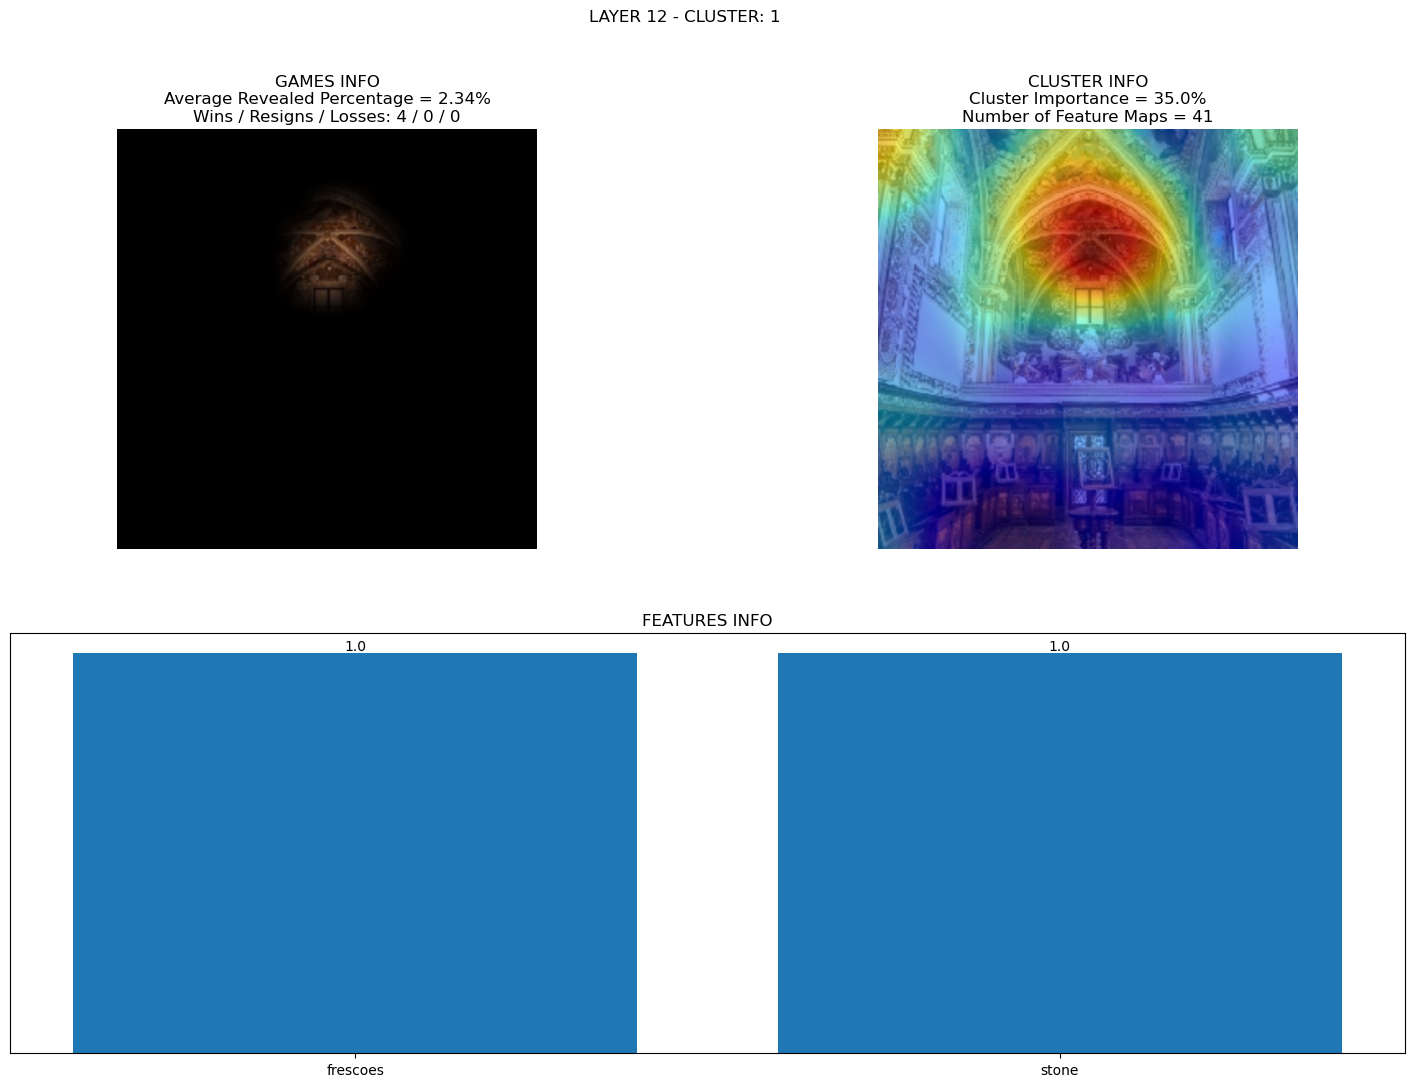 LAYER 12 - CLUSTER: 1
GAMES INFO
Average Revealed Percentage = 2.34%
Wins / Resigns / Losses: 4 / 0 / 0
CLUSTER INFO
Cluster Importance = 35.0%
Number of Feature Maps = 41
FEATURES INFO
1.0
1.0
frescoes
stone